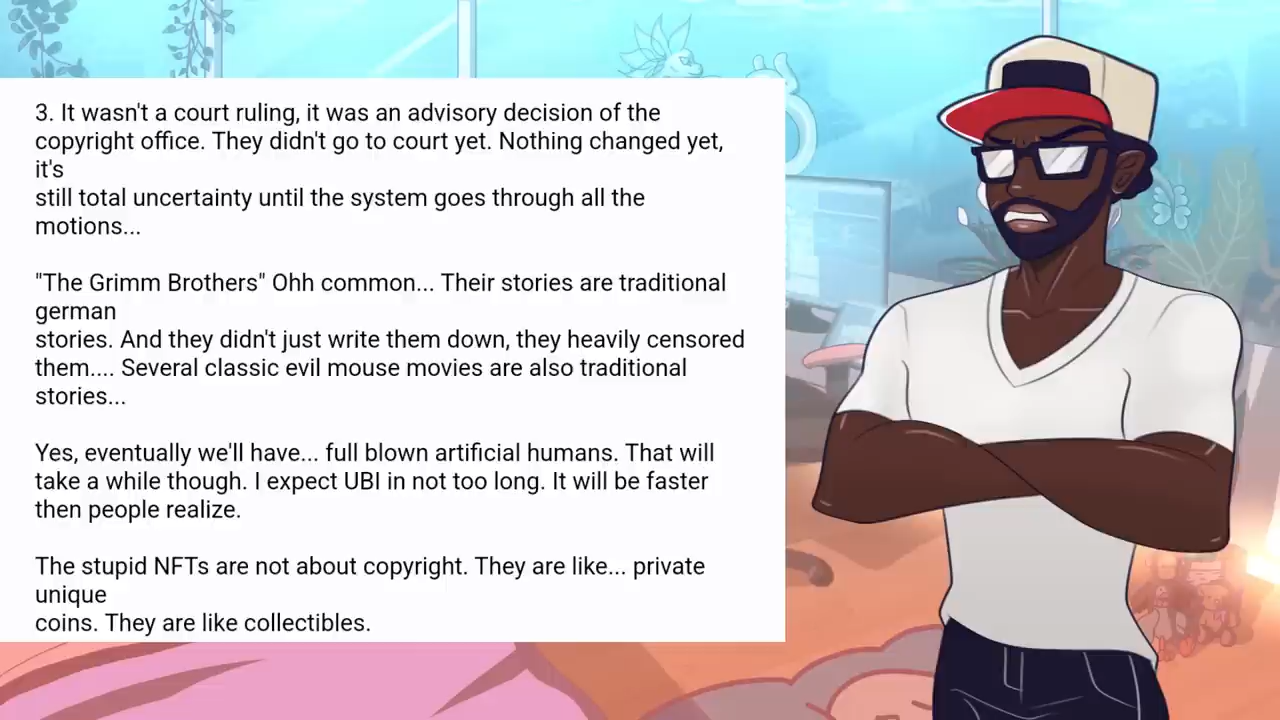 3. It wasn't a court ruling, it was an advisory decision of the
copyright office. They didn't go to court yet. Nothing changed yet,
it's
still total uncertainty until the system goes through all the
motions...
"The Grimm Brothers" Ohh common... Their stories are traditional
german
stories. And they didn't just write them down, they heavily censored
them.... Several classic evil mouse movies are also traditional
stories...
Yes, eventually we'll have... full blown artificial humans. That will
take a while though. I expect UBI in not too long. It will be faster
then people realize.
The stupid NFTs are not about copyright. They are like... private
unique
coins. They are like collectibles.